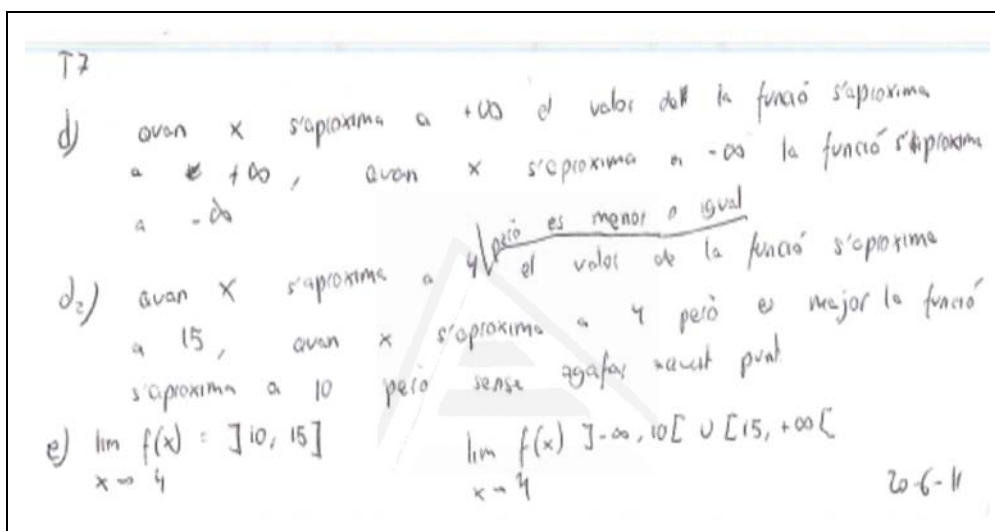 T7
d) quan x s'aproxima a +∞ el valor de la funció s'aproxima
a +∞, quan x s'aproxima a -∞ la funció s'aproxima
a -∞
però es menor o igual
d₂) quan x s'aproxima a 4 el valor de la funció s'aproxima
a 15, quan x s'aproxima a 4 però es major la funció
s'aproxima a 10 però sense agafar aquest punt
e) lim f(x) = ]10, 15] lim f(x) ]-∞, 10[ ∪ [15, +∞[
x→4 x→4
20-6-11